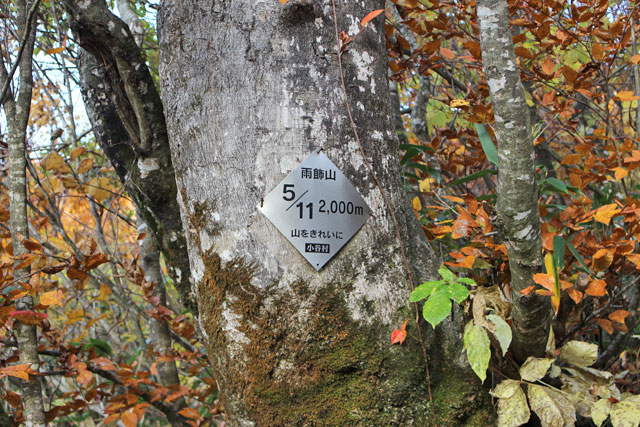 雨飾山
5/11 2,000m
山をきれいに
小谷村